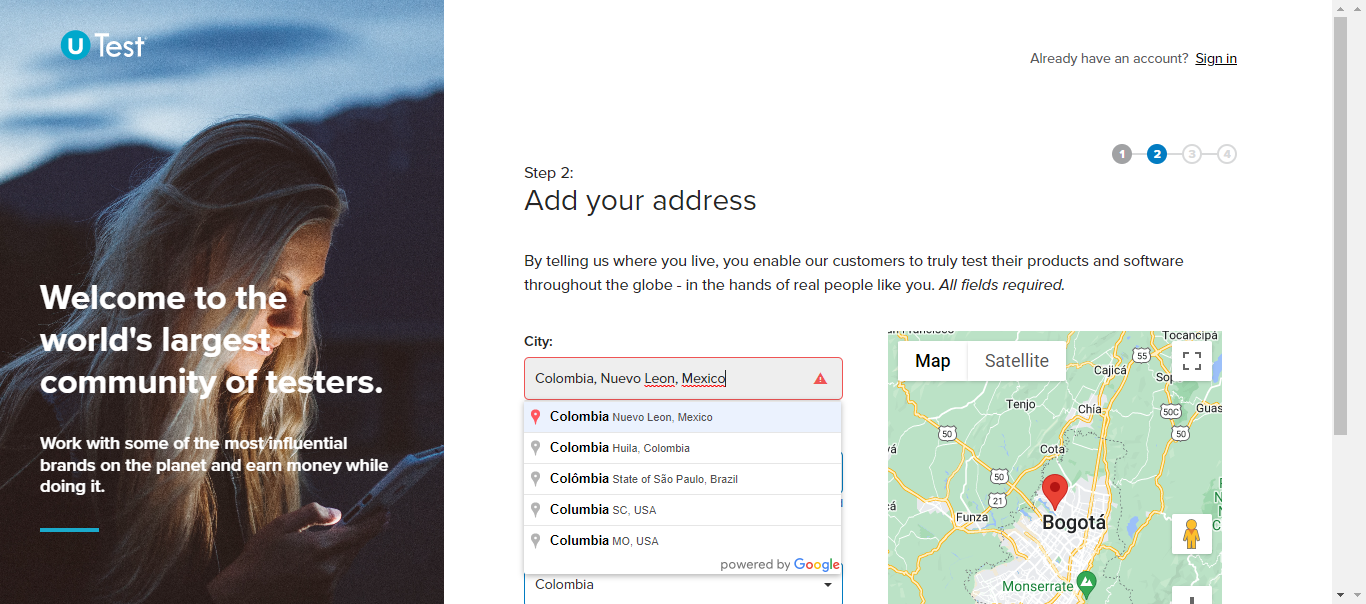 U Test
Already have an account? Sign in
1 2 3 4
Step 2:
Add your address
Welcome to the
world's largest
community of testers.
Work with some of the most influential
brands on the planet and earn money while
doing it.
By telling us where you live, you enable our customers to truly test their products and software
throughout the globe - in the hands of real people like you. All fields required.
City:
Colombia, Nuevo Leon, Mexico
Colombia Nuevo Leon, Mexico
Colombia Huila, Colombia
Colômbia State of São Paulo, Brazil
Columbia SC, USA
Columbia MO, USA
powered by Google
Colombia
Map Satellite
Tocancipá
55
Cajicá
Tenjo
Chía
50C
50
50
Cota
50
21
Funza
Bogotá
Monserrate